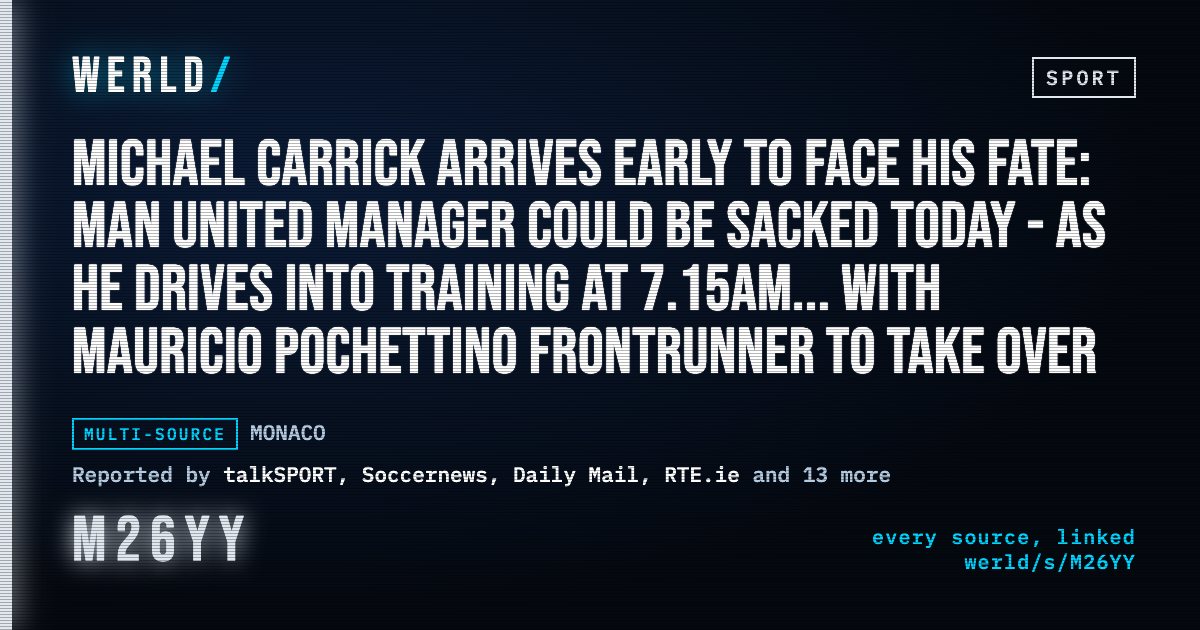 WERLD/
SPORT
MICHAEL CARRICK ARRIVES EARLY TO FACE HIS FATE:
MAN UNITED MANAGER COULD BE SACKED TODAY - AS
HE DRIVES INTO TRAINING AT 7.15AM... WITH
MAURICIO POCHETTINO FRONTRUNNER TO TAKE OVER
MULTI-SOURCE MONACO
Reported by talkSPORT, Soccernews, Daily Mail, RTE.ie and 13 more
M26YY
every source, linked
werld/s/M26YY